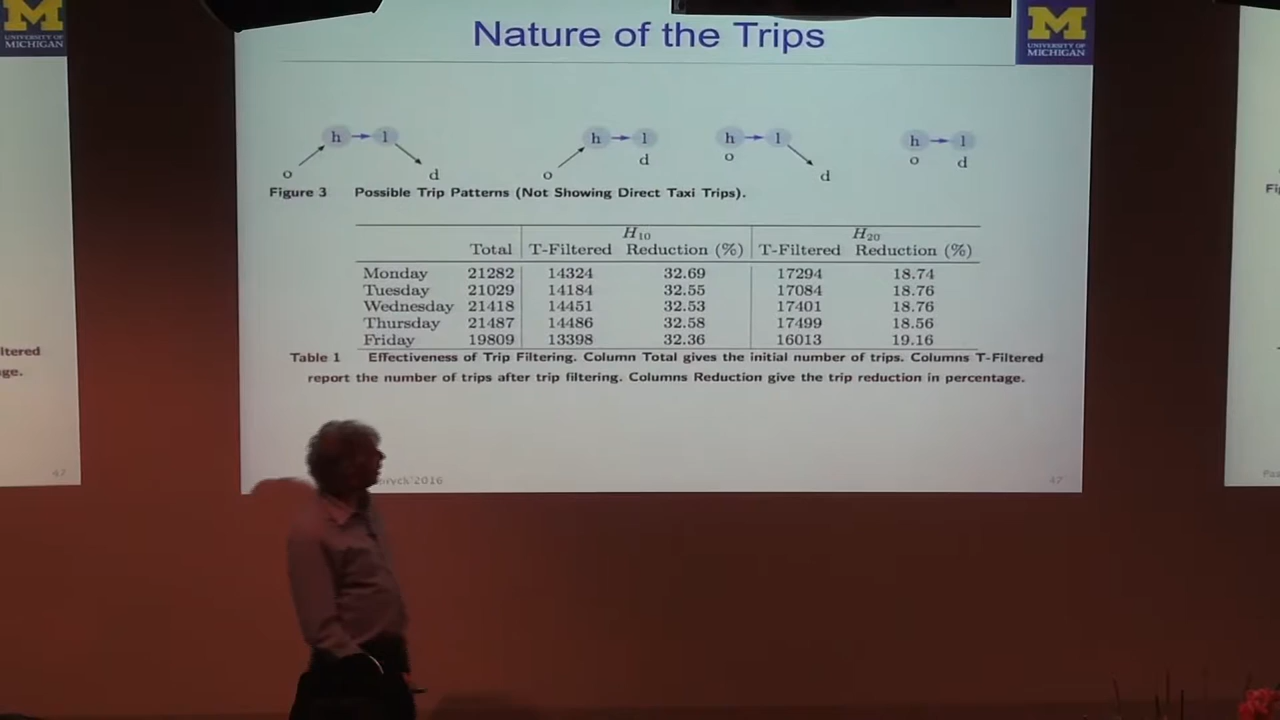 M
UNIVERSITY OF
MICHIGAN
Nature of the Trips
M
UNIVERSITY OF
MICHIGAN
h l
o d
h l
o d
h l
o d
h l
o d
Figure 3 Possible Trip Patterns (Not Showing Direct Taxi Trips).
H10 H20
Total T-Filtered Reduction (%) T-Filtered Reduction (%)
Monday 21282 14324 32.69 17294 18.74
Tuesday 21029 14184 32.55 17084 18.76
Wednesday 21418 14451 32.53 17401 18.76
Thursday 21487 14486 32.58 17499 18.56
Friday 19809 13398 32.36 16013 19.16
Table 1 Effectiveness of Trip Filtering. Column Total gives the initial number of trips. Columns T-Filtered
report the number of trips after trip filtering. Columns Reduction give the trip reduction in percentage.
ltered
ge.
47
ryck'2016
47
Fi
Pa